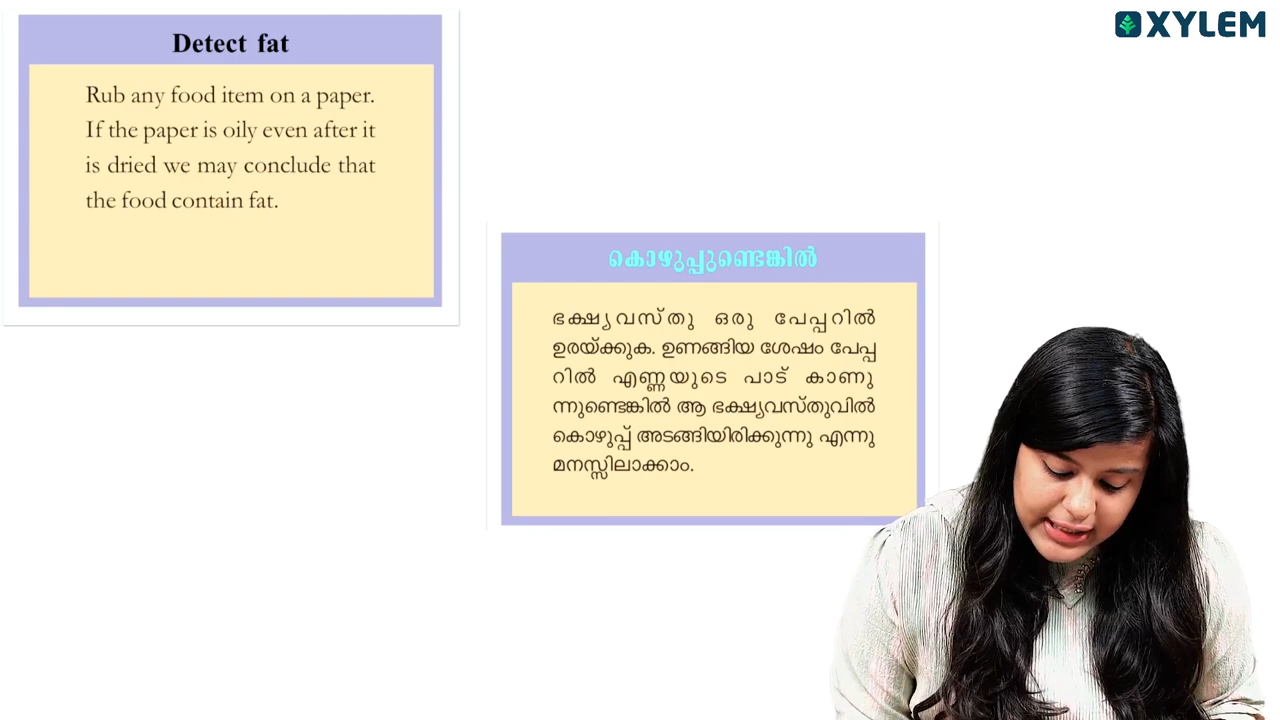 Detect fat
Rub any food item on a paper.
If the paper is oily even after it
is dried we may conclude that
the food contain fat.
XYLEM
കൊഴുപ്പുണ്ടെങ്കിൽ
ഭക്ഷ്യവസ്തു ഒരു പേപ്പറിൽ
ഉരയ്ക്കുക. ഉണങ്ങിയ ശേഷം പേപ്പ
റിൽ എണ്ണയുടെ പാട് കാണു
ന്നുണ്ടെങ്കിൽ ആ ഭക്ഷ്യവസ്തുവിൽ
കൊഴുപ്പ് അടങ്ങിയിരിക്കുന്നു എന്നു
മനസ്സിലാക്കാം.